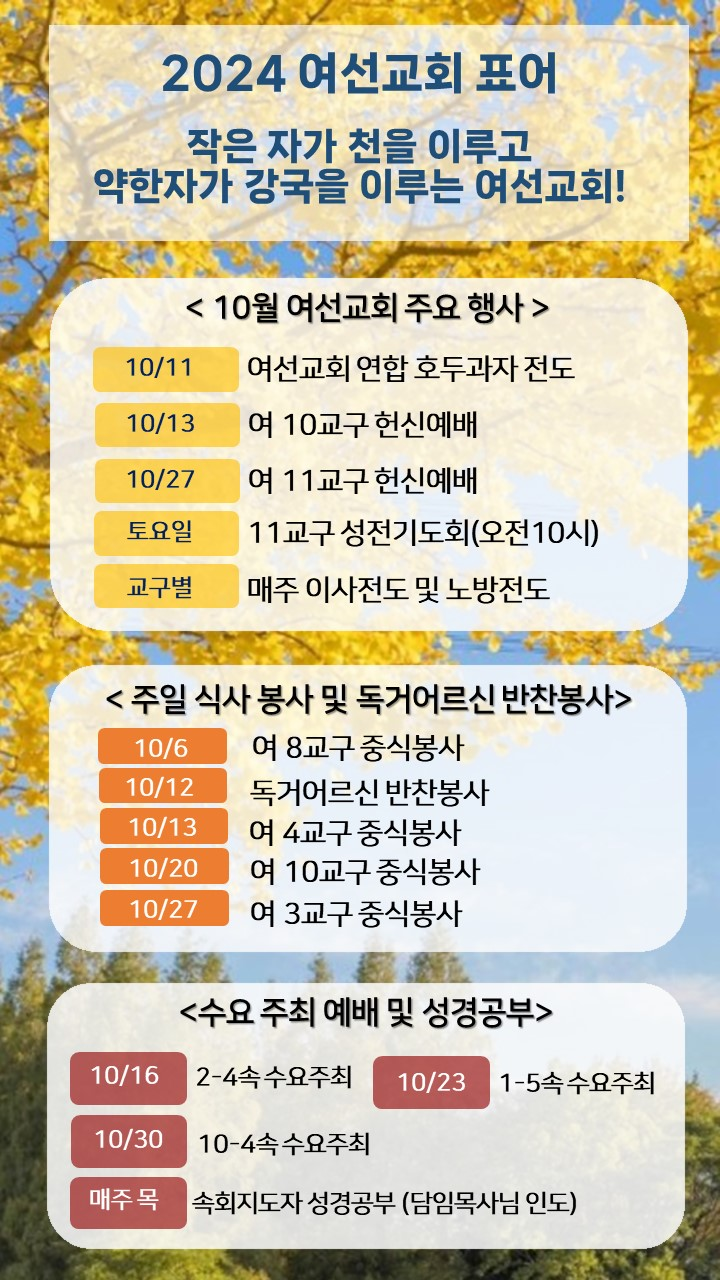 2024 여선교회 표어
작은 자가 천을 이루고
약한자가 강국을 이루는 여선교회!
< 10월 여선교회 주요 행사 >
10/11 여선교회 연합 호두과자 전도
10/13 여 10교구 헌신예배
10/27 여 11교구 헌신예배
토요일 11교구 성전기도회(오전10시)
교구별 매주 이사전도 및 노방전도
< 주일 식사 봉사 및 독거어르신 반찬봉사>
10/6 여 8교구 중식봉사
10/12 독거어르신 반찬봉사
10/13 여 4교구 중식봉사
10/20 여 10교구 중식봉사
10/27 여 3교구 중식봉사
<수요 주최 예배 및 성경공부>
10/16 2-4속 수요주최 10/23 1-5속 수요주최
10/30 10-4속 수요주최
매주 목 속회지도자 성경공부 (담임목사님 인도)